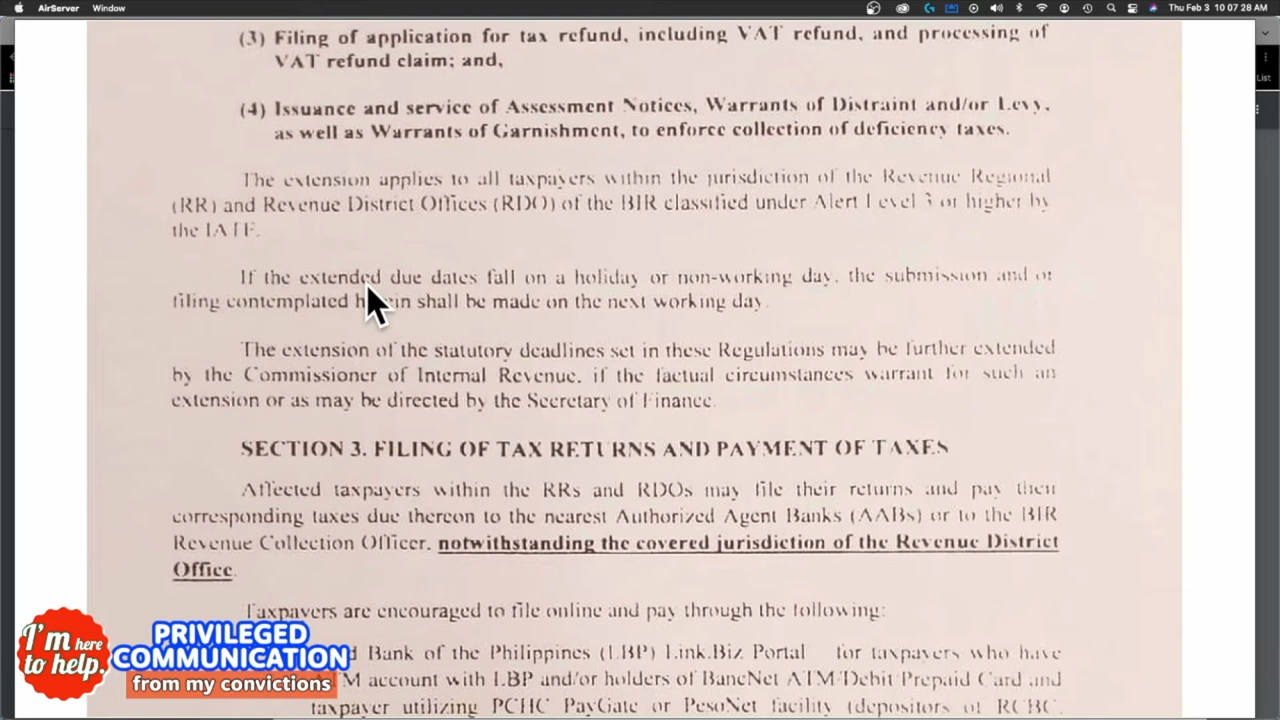 AirServer Window
Thu Feb 3 10:07:28 AM
List
(3) Filing of application for tax refund, including VAT refund, and processing of
VAT refund claim; and,
(4) Issuance and service of Assessment Notices, Warrants of Distraint and/or Levy,
as well as Warrants of Garnishment, to enforce collection of deficiency taxes.
The extension applies to all taxpayers within the jurisdiction of the Revenue Regional
(RR) and Revenue District Offices (RDO) of the BIR classified under Alert Level 3 or higher by
the IATF.
If the extended due dates fall on a holiday or non-working day, the submission and/or
filing contemplated shall be made on the next working day.
The extension of the statutory deadlines set in these Regulations may be further extended
by the Commissioner of Internal Revenue, if the factual circumstances warrant for such an
extension or as may be directed by the Secretary of Finance.
SECTION 3. FILING OF TAX RETURNS AND PAYMENT OF TAXES
Affected taxpayers within the RRs and RDOs may file their returns and pay their
corresponding taxes due thereon to the nearest Authorized Agent Banks (AABs) or to the BIR
Revenue Collection Officer, notwithstanding the covered jurisdiction of the Revenue District
Office.
Taxpayers are encouraged to file online and pay through the following:
Bank of the Philippines (LBP) Link.Biz Portal for taxpayers who have
ATM account with LBP and/or holders of BancNet ATM/Debit Prepaid Card and
taxpayer utilizing PCHC PayGate or PesoNet facility (depositors of RCBC,
I'm here
to help.
PRIVILEGED
COMMUNICATION
from my convictions